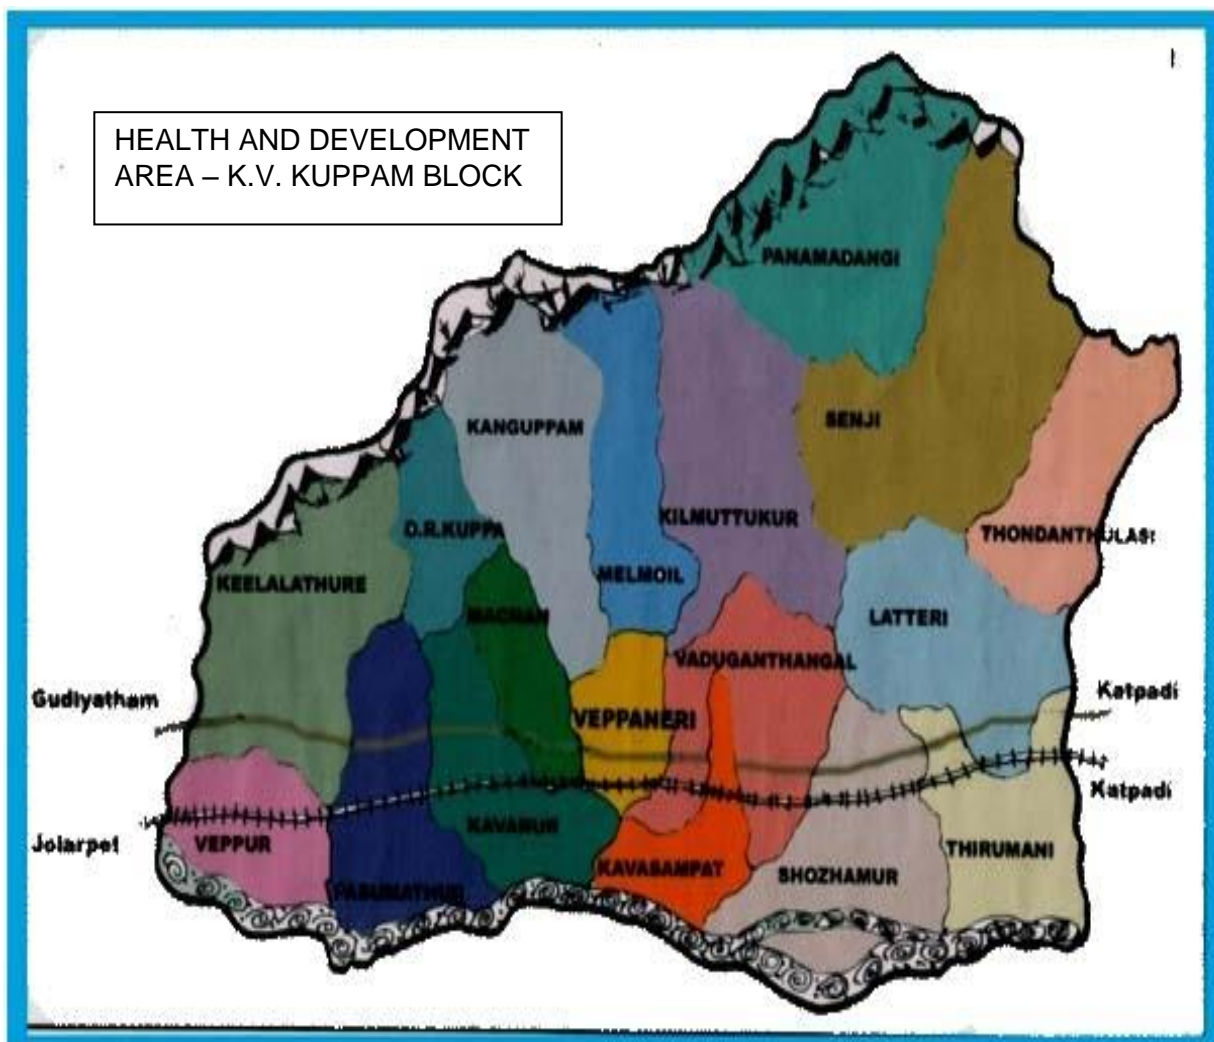 HEALTH AND DEVELOPMENT
AREA – K.V. KUPPAM BLOCK
PANAMADANGI
KANGUPPAM
SENJI
O.R.KUPPA
KILMUTTUKUR
THONDANTHULASI
KEELALATHURE
MELMOIL
MACHAN
LATTERI
VADUGANTHANGAL
Gudiyatham
Katpadi
VEPPANERI
Katpadi
Jolarpet
VEPPUR
KAVANUR
KAVASAMPAT
SHOZHAMUR
THIRUMANI